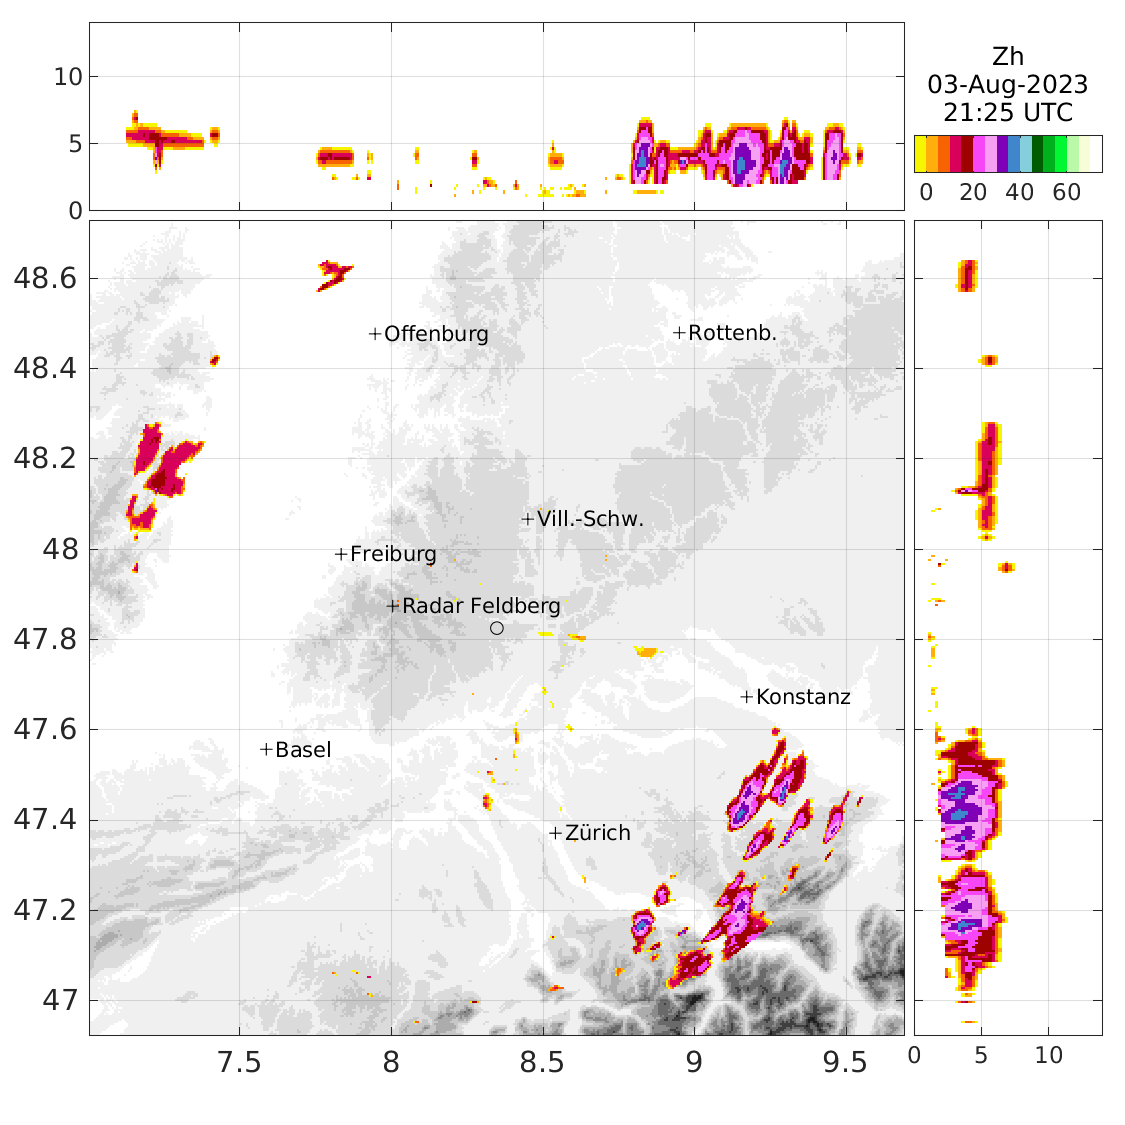 Zh
03-Aug-2023
21:25 UTC
0 20 40 60
10
5
0
48.6
48.4
48.2
48
47.8
47.6
47.4
47.2
47
Offenburg
Rottenb.
Vill.-Schw.
Freiburg
Radar Feldberg
Konstanz
Basel
Zürich
7.5 8 8.5 9 9.5
0 5 10